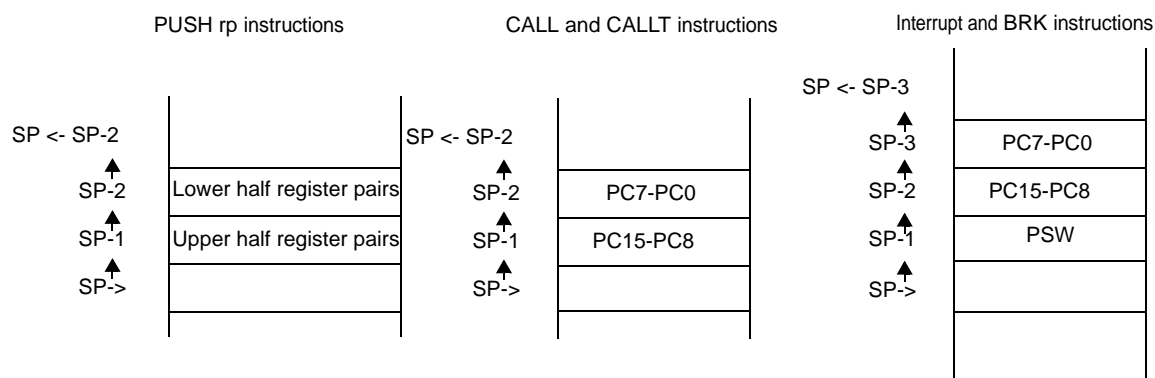 PUSH rp instructions
SP <- SP-2
SP-2
Lower half register pairs
SP-1
Upper half register pairs
SP->
CALL and CALLT instructions
SP <- SP-2
SP-2
PC7-PC0
SP-1
PC15-PC8
SP->
Interrupt and BRK instructions
SP <- SP-3
SP-3
PC7-PC0
SP-2
PC15-PC8
SP-1
PSW
SP->